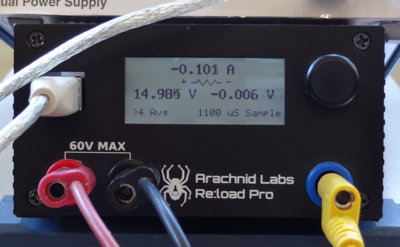 ual Power Supply
-0.101 A
14.986 V -0.006 V
>4 Avg 1100 uS Sample
60V MAX
Arachnid Labs
Re:load Pro